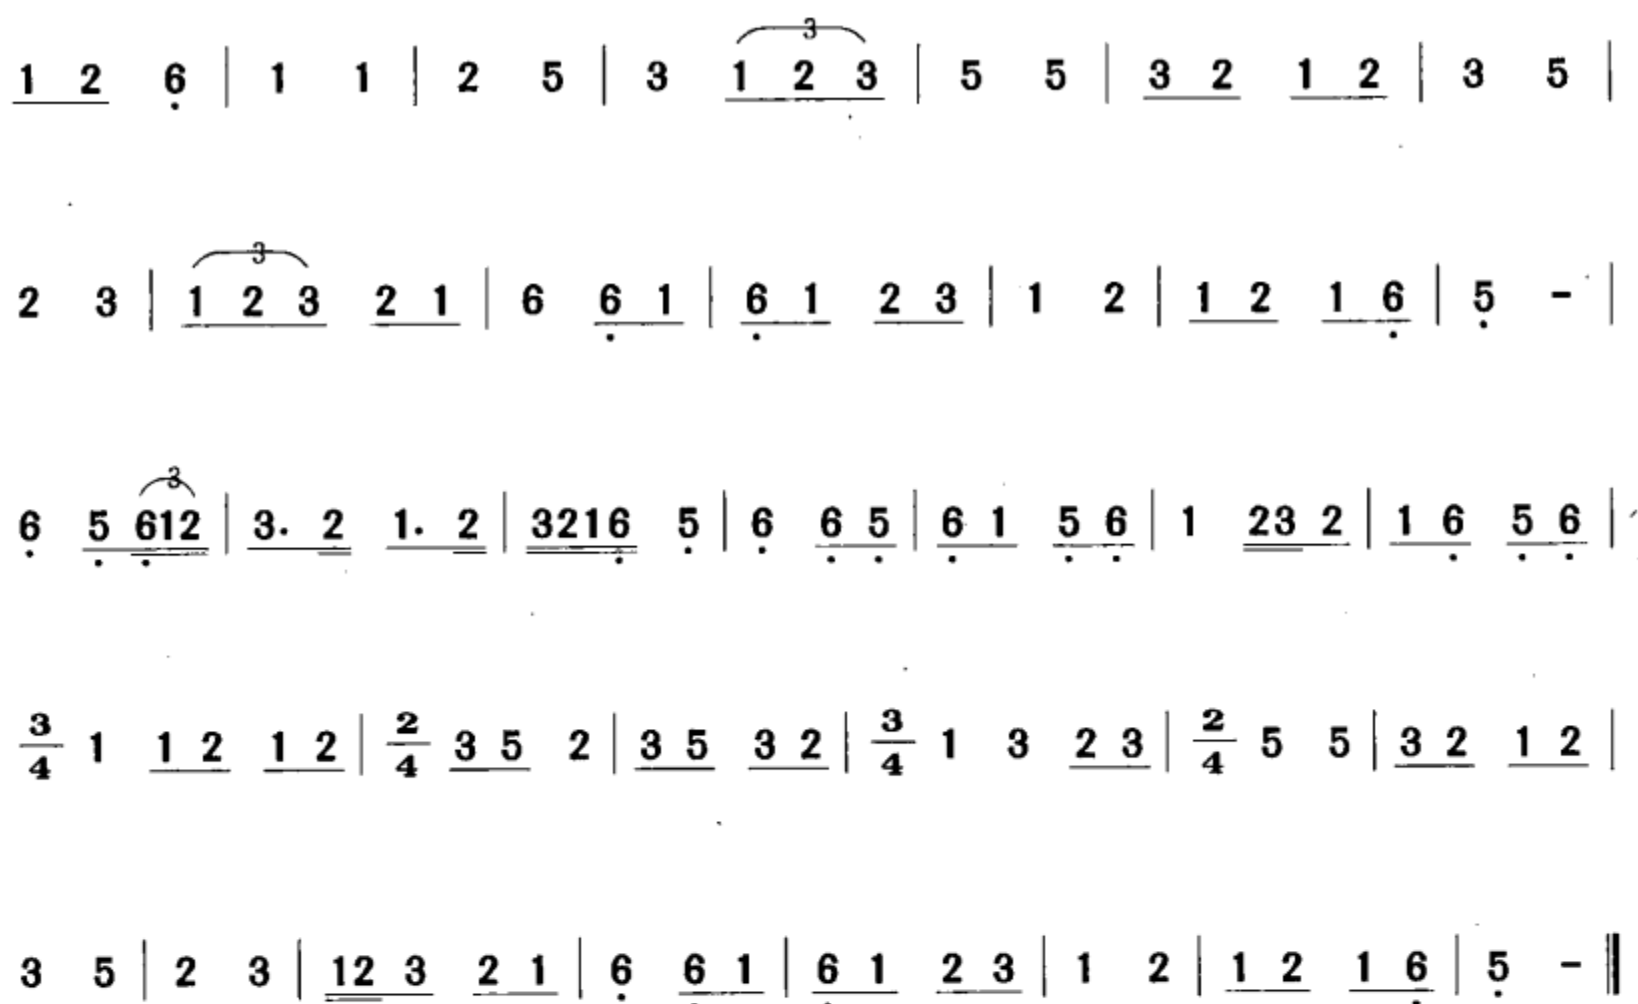 1 2 6̣ | 1 1 | 2 5 | 3 1 2 3 | 5 5 | 3 2 1 2 | 3 5 |
2 3 | 1 2 3 2 1 | 6 6̣ 1 | 6̣ 1 2 3 | 1 2 | 1 2 1 6̣ | 5̣ - |
6̣ 5̣ 6̣12 | 3. 2 1. 2 | 3216̣ 5̣ | 6̣ 6̣ 5̣ | 6̣ 1 5̣ 6̣ | 1 23 2 | 1 6̣ 5̣ 6̣ |
3/4 1 1 2 1 2 | 2/4 3 5 2 | 3 5 3 2 | 3/4 1 3 2 3 | 2/4 5 5 | 3 2 1 2 |
3 5 | 2 3 | 12 3 2 1 | 6̣ 6̣ 1 | 6̣ 1 2 3 | 1 2 | 1 2 1 6̣ | 5̣ - ‖